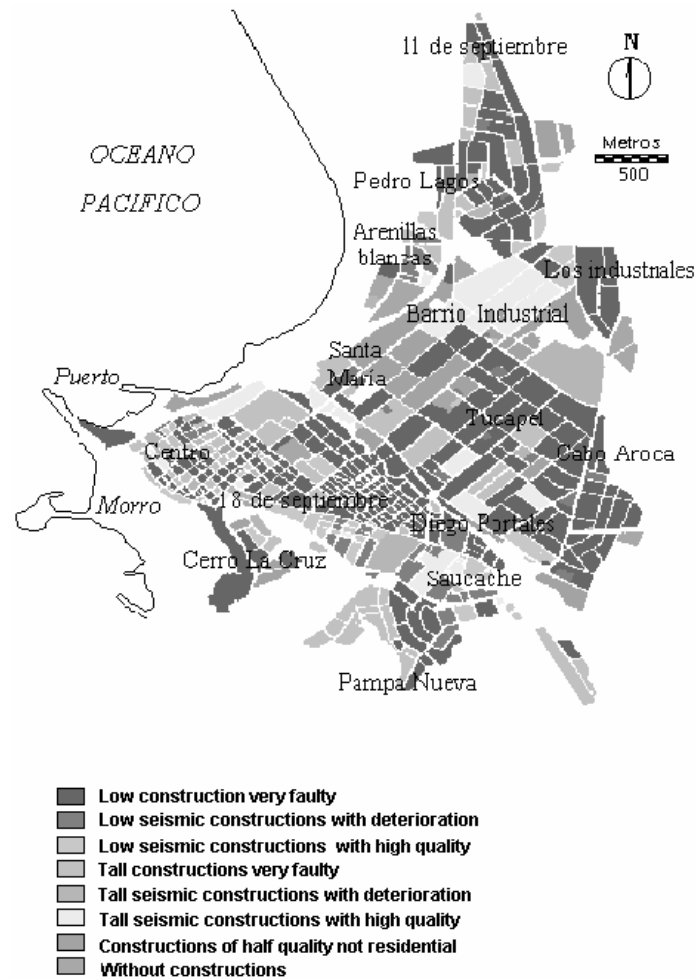 11 de septiembre
N
Metros
500
OCEANO
PACIFICO
Pedro Lagos
Arenillas
blanzas
Los industriales
Barrio Industrial
Santa
Maria
Puerto
Tucapel
Centro
Cabo Aroca
Morro
18 de septiembre
Diego Portales
Cerro La Cruz
Saucache
Pampa Nueva
Low construction very faulty
Low seismic constructions with deterioration
Low seismic constructions with high quality
Tall constructions very faulty
Tall seismic constructions with deterioration
Tall seismic constructions with high quality
Constructions of half quality not residential
Without constructions